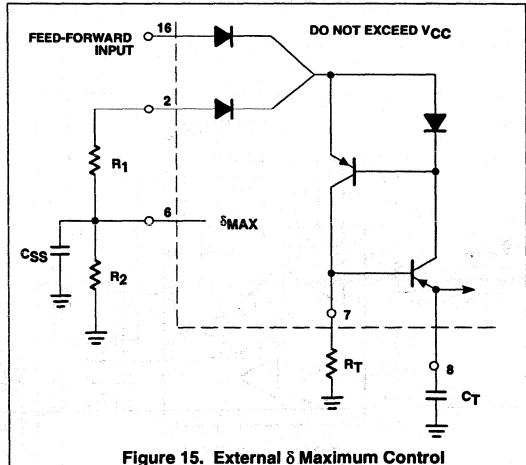 FEED-FORWARD
INPUT
16
DO NOT EXCEED VCC
2
R1
6
δMAX
CSS
R2
7
RT
8
CT
Figure 15. External δ Maximum Control